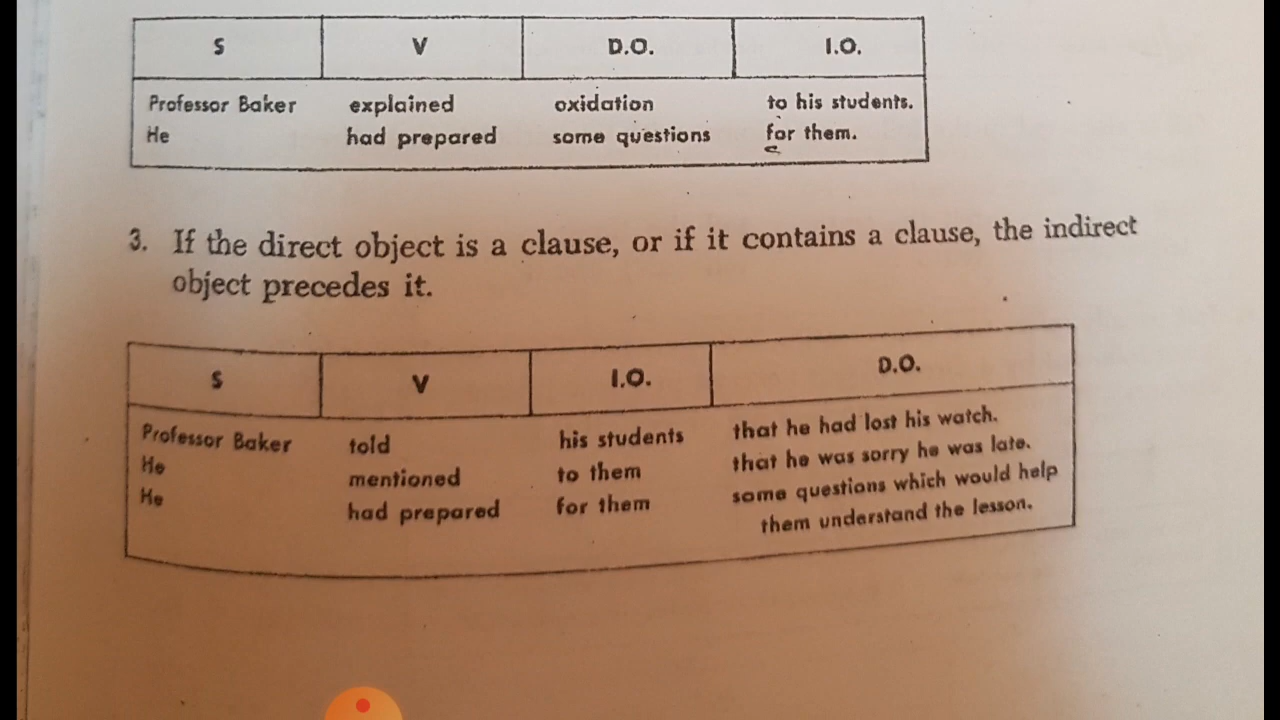 S V D.O. I.O.
Professor Baker explained oxidation to his students.
He had prepared some questions for them.
3. If the direct object is a clause, or if it contains a clause, the indirect
object precedes it.
S V I.O. D.O.
Professor Baker told his students that he had lost his watch.
He mentioned to them that he was sorry he was late.
He had prepared for them some questions which would help
them understand the lesson.